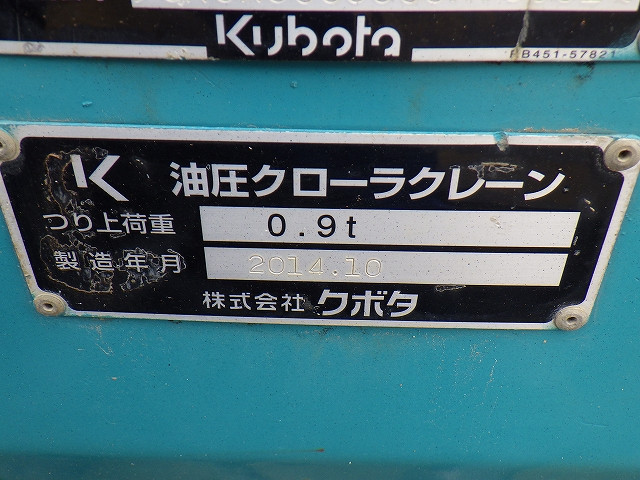 Kubota
RB451-5782
K 油圧クローラクレーン
つり上荷重 0.9t
製造年月 2014.10
株式会社 クボタ